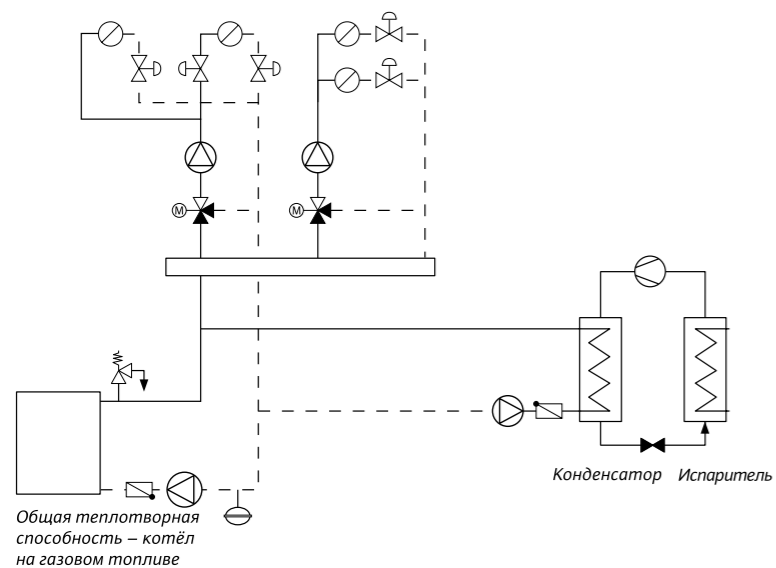 M
M
Конденсатор
Испаритель
Общая теплотворная
способность – котёл
на газовом топливе